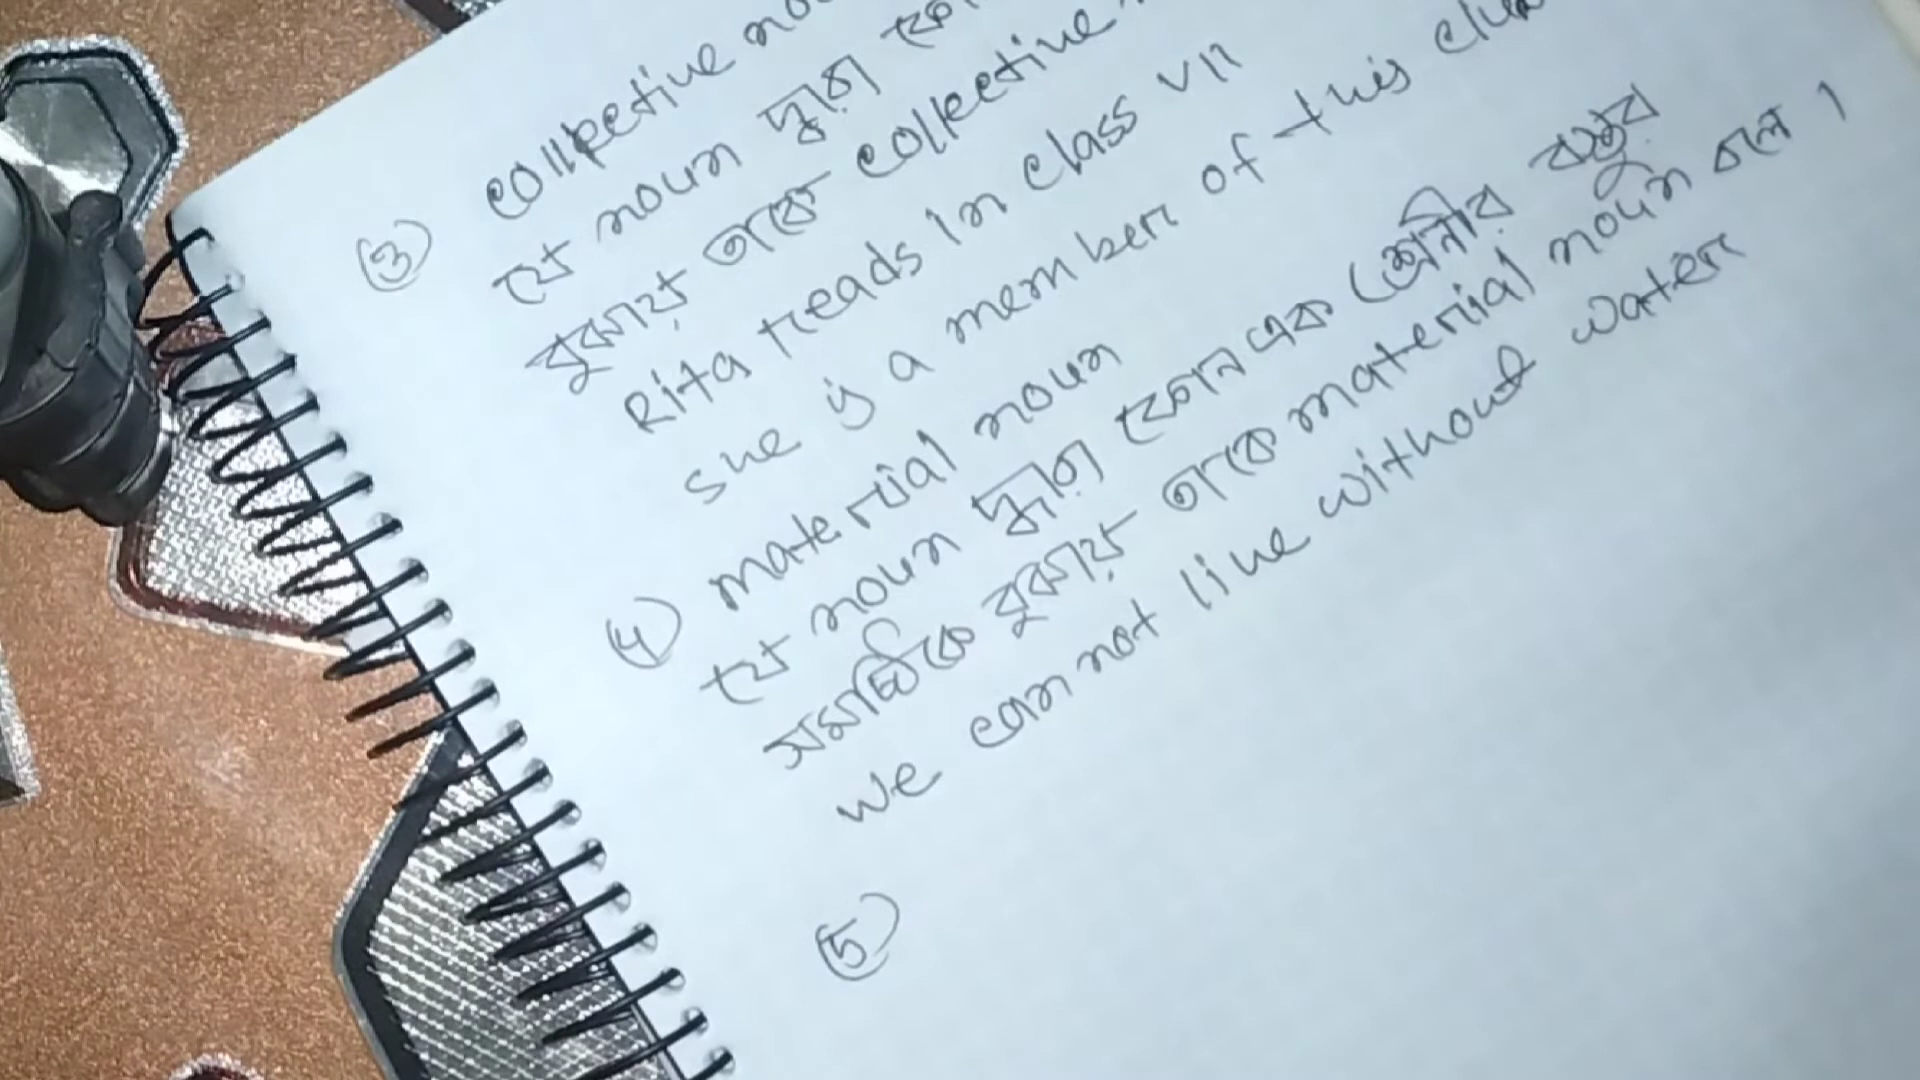 ③ collective
যে noun দ্বারা
বুঝায় তাকে collective
Rita reads in class VII
she is a member of this club
④ material noun
যে noun দ্বারা কোন এক শ্রেনীর বস্তুর
সমষ্টিকে বুঝায় তাকে material noun বলে।
we can not live without water
⑤